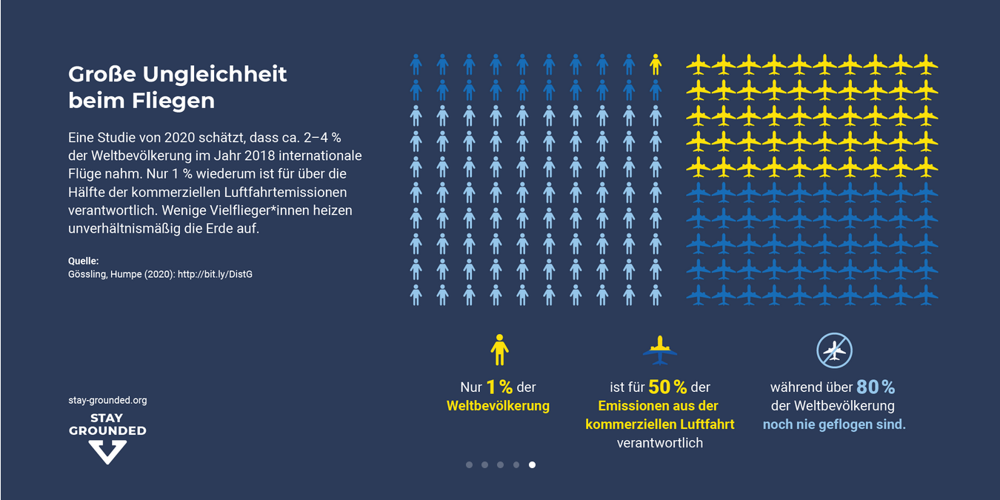 Große Ungleichheit
beim Fliegen
Eine Studie von 2020 schätzt, dass ca. 2–4 %
der Weltbevölkerung im Jahr 2018 internationale
Flüge nahm. Nur 1 % wiederum ist für über die
Hälfte der kommerziellen Luftfahrtemissionen
verantwortlich. Wenige Vielflieger*innen heizen
unverhältnismäßig die Erde auf.
Quelle:
Gössling, Humpe (2020): http://bit.ly/DistG
stay-grounded.org
STAY
GROUNDED
Nur 1 % der
Weltbevölkerung
ist für 50 % der
Emissionen aus der
kommerziellen Luftfahrt
verantwortlich
während über 80 %
der Weltbevölkerung
noch nie geflogen sind.